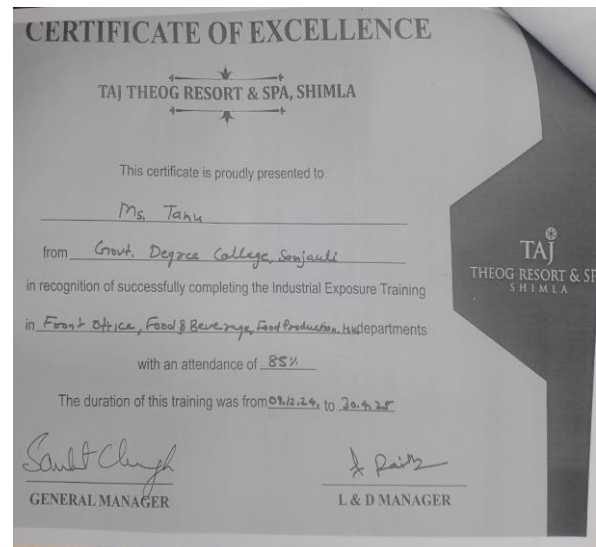 CERTIFICATE OF EXCELLENCE
TAJ THEOG RESORT & SPA, SHIMLA
This certificate is proudly presented to
Ms. Tanu
from Govt. Degree College, Sanjauli
in recognition of successfully completing the Industrial Exposure Training
in Front Office, Food & Beverage, Food Production, HK departments
with an attendance of 85%
The duration of this training was from 09.12.24, to 30.4.25
GENERAL MANAGER
L & D MANAGER
TAJ
THEOG RESORT & SP
SHIMLA